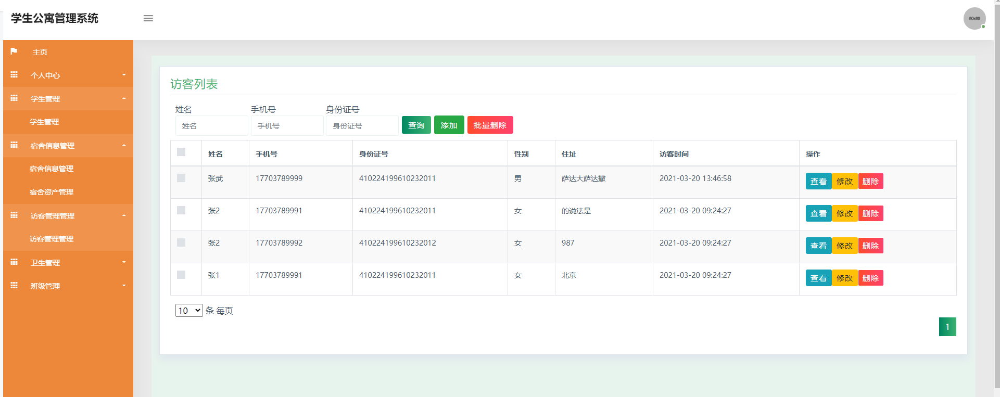 学生公寓管理系统
80x80
主页
个人中心
学生管理
学生管理
宿舍信息管理
宿舍信息管理
宿舍资产管理
访客管理管理
访客管理管理
卫生管理
班级管理
访客列表
姓名 手机号 身份证号
姓名 手机号 身份证号 查询 添加 批量删除
姓名 手机号 身份证号 性别 住址 访客时间 操作
张武 17703789999 410224199610232011 男 萨达大萨达撒 2021-03-20 13:46:58 查看 修改 删除
张2 17703789991 410224199610232011 女 的说法是 2021-03-20 09:24:27 查看 修改 删除
张2 17703789992 410224199610232012 女 987 2021-03-20 09:24:27 查看 修改 删除
张1 17703789991 410224199610232011 女 北京 2021-03-20 09:24:27 查看 修改 删除
10 条 每页
1